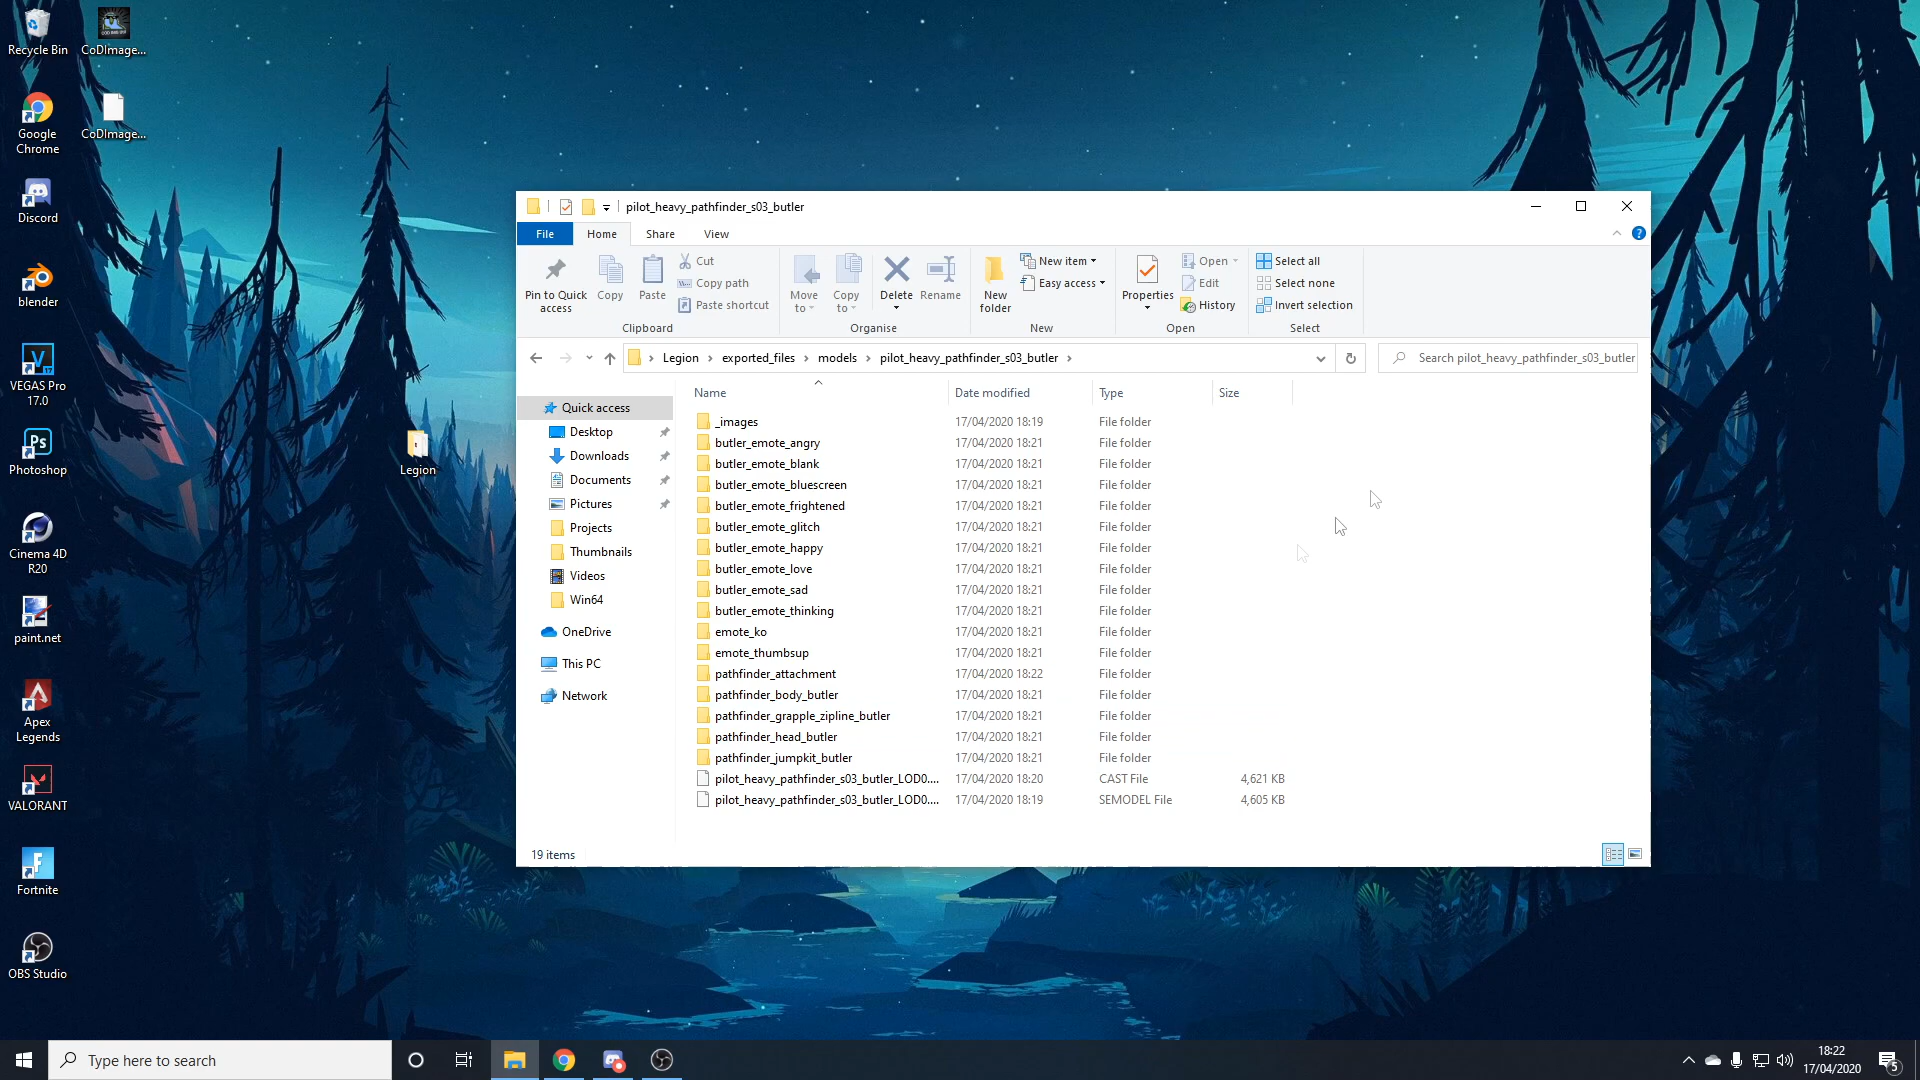 Recycle Bin
CoDImage...
Google
Chrome
CoDImage...
Discord
blender
VEGAS Pro
17.0
Photoshop
Cinema 4D
R20
paint.net
Apex
Legends
VALORANT
Fortnite
OBS Studio
Legion
pilot_heavy_pathfinder_s03_butler
File
Home
Share
View
Pin to Quick
access
Copy
Paste
Cut
Copy path
Paste shortcut
Clipboard
Move
to
Copy
to
Delete
Rename
Organise
New
folder
New item
Easy access
New
Properties
Open
Edit
History
Open
Select all
Select none
Invert selection
Select
Legion
exported_files
models
pilot_heavy_pathfinder_s03_butler
Search pilot_heavy_pathfinder_s03_butler
Quick access
Desktop
Downloads
Documents
Pictures
Projects
Thumbnails
Videos
Win64
OneDrive
This PC
Network
Name Date modified Type Size
_images 17/04/2020 18:19 File folder
butler_emote_angry 17/04/2020 18:21 File folder
butler_emote_blank 17/04/2020 18:21 File folder
butler_emote_bluescreen 17/04/2020 18:21 File folder
butler_emote_frightened 17/04/2020 18:21 File folder
butler_emote_glitch 17/04/2020 18:21 File folder
butler_emote_happy 17/04/2020 18:21 File folder
butler_emote_love 17/04/2020 18:21 File folder
butler_emote_sad 17/04/2020 18:21 File folder
butler_emote_thinking 17/04/2020 18:21 File folder
emote_ko 17/04/2020 18:21 File folder
emote_thumbsup 17/04/2020 18:21 File folder
pathfinder_attachment 17/04/2020 18:22 File folder
pathfinder_body_butler 17/04/2020 18:21 File folder
pathfinder_grapple_zipline_butler 17/04/2020 18:21 File folder
pathfinder_head_butler 17/04/2020 18:21 File folder
pathfinder_jumpkit_butler 17/04/2020 18:21 File folder
pilot_heavy_pathfinder_s03_butler_LOD0.... 17/04/2020 18:20 CAST File 4,621 KB
pilot_heavy_pathfinder_s03_butler_LOD0.... 17/04/2020 18:19 SEMODEL File 4,605 KB
19 items
Type here to search
18:22
17/04/2020
5